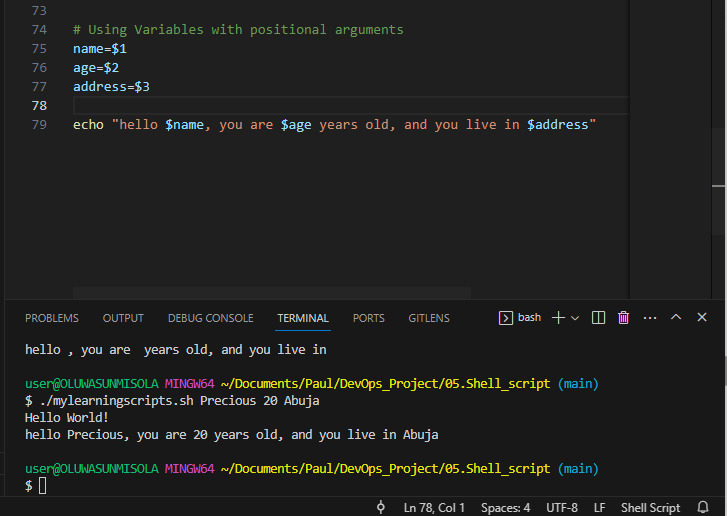 73
74 # Using Variables with positional arguments
75 name=$1
76 age=$2
77 address=$3
78
79 echo "hello $name, you are $age years old, and you live in $address"
PROBLEMS OUTPUT DEBUG CONSOLE TERMINAL PORTS GITLENS bash
hello , you are  years old, and you live in
user@OLUWASUNMISOLA MINGW64 ~/Documents/Paul/DevOps_Project/05.Shell_script (main)
$ ./mylearningscripts.sh Precious 20 Abuja
Hello World!
hello Precious, you are 20 years old, and you live in Abuja
user@OLUWASUNMISOLA MINGW64 ~/Documents/Paul/DevOps_Project/05.Shell_script (main)
$
Ln 78, Col 1 Spaces: 4 UTF-8 LF Shell Script